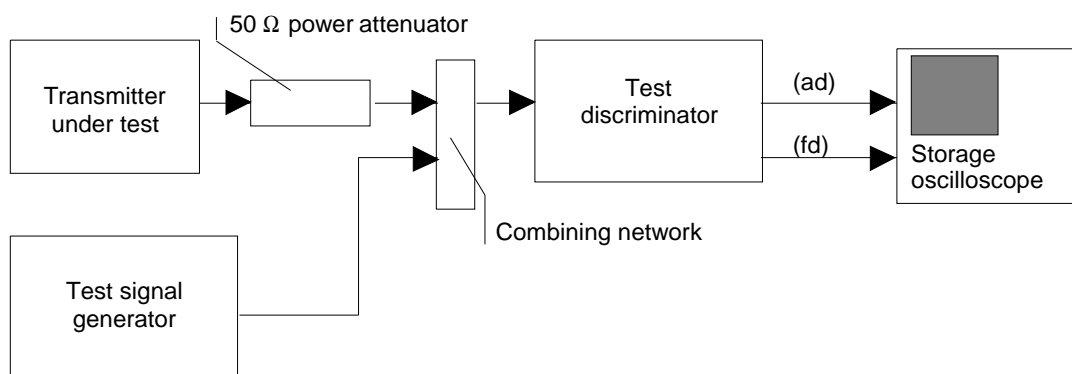 50 Ω power attenuator
Transmitter
under test
Test
discriminator
(ad)
(fd)
Storage
oscilloscope
Combining network
Test signal
generator